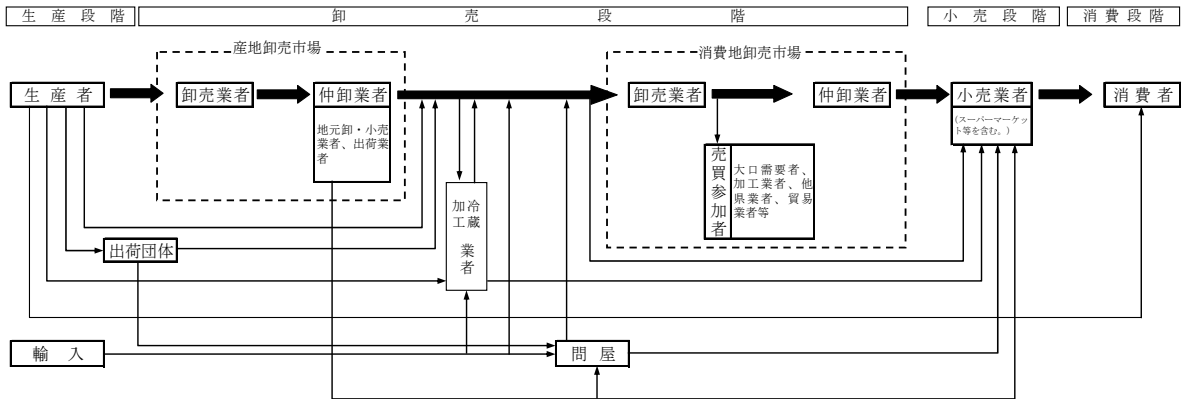 生産段階
卸売段階
小売段階
消費段階
産地卸売市場
消費地卸売市場
生産者
卸売業者
仲卸業者
地元卸・小売
業者、出荷業
者
卸売業者
仲卸業者
小売業者
(スーパーマーケッ
ト等を含む。)
消費者
売買参加者
大口需要者、
加工業者、他
県業者、貿易
業者等
冷蔵
加工
業者
出荷団体
輸入
問屋